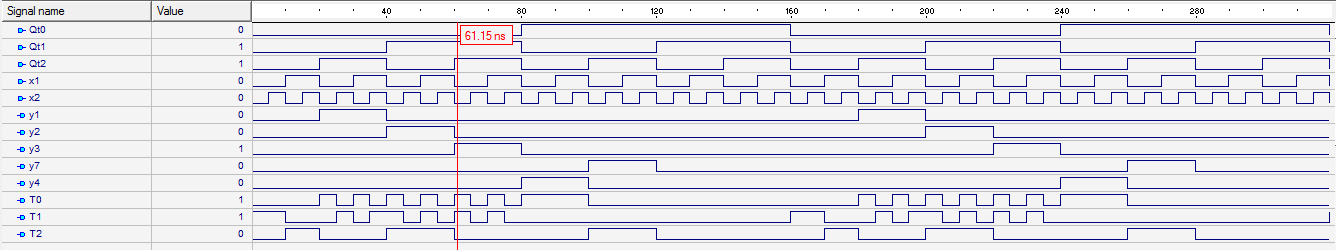 Signal name Value 40 80 120 160 200 240 280
Qt0 0
61.15 ns
Qt1 1
Qt2 1
x1 0
x2 0
y1 0
y2 0
y3 1
y7 0
y4 0
T0 1
T1 1
T2 0